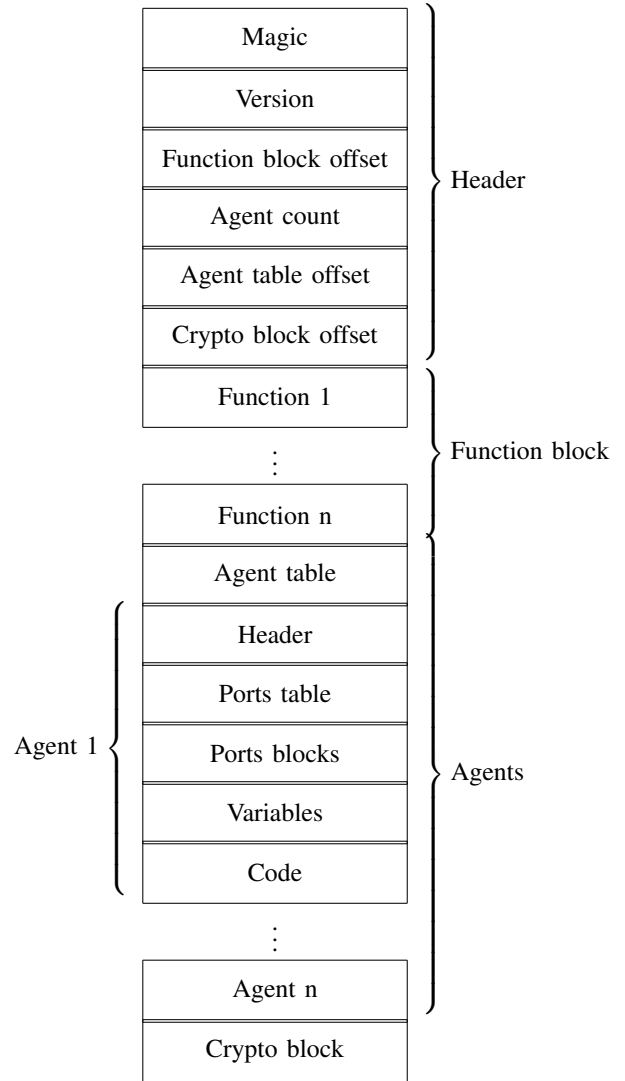 Magic
Version
Function block offset
Header
Agent count
Agent table offset
Crypto block offset
Function 1
Function block
Function n
Agent table
Header
Ports table
Agent 1
Ports blocks
Agents
Variables
Code
Agent n
Crypto block